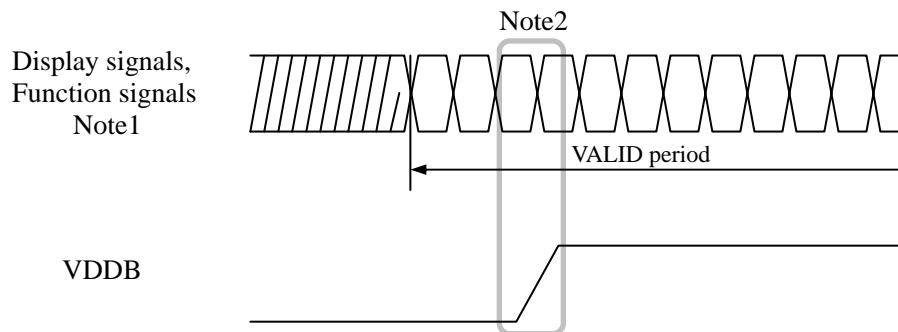 Note2
Display signals,
Function signals
Note1
VALID period
VDDB